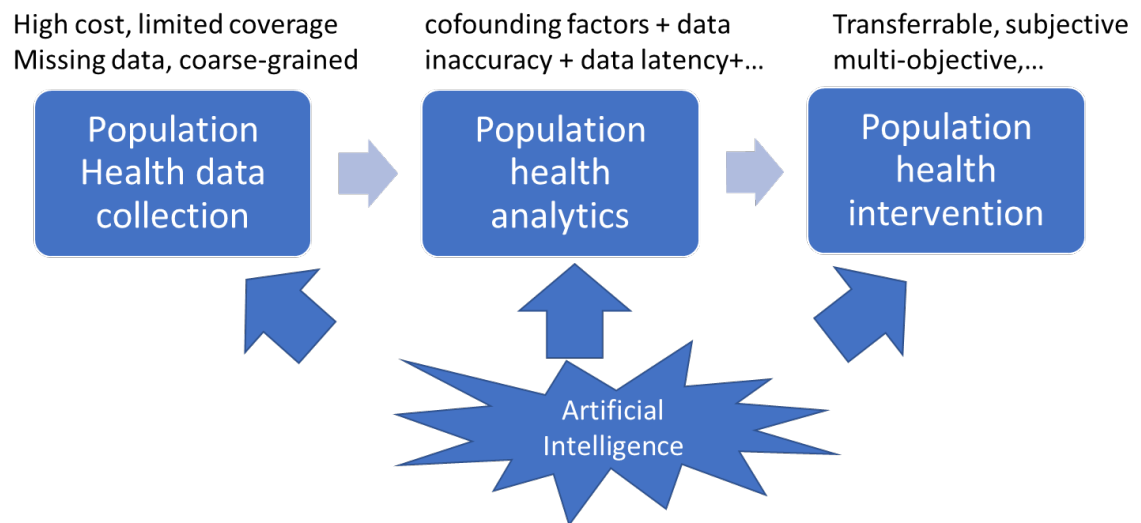 High cost, limited coverage
Missing data, coarse-grained
cofounding factors + data
inaccuracy + data latency+...
Transferrable, subjective
multi-objective,...
Population
Health data
collection
Population
health
analytics
Population
health
intervention
Artificial
Intelligence